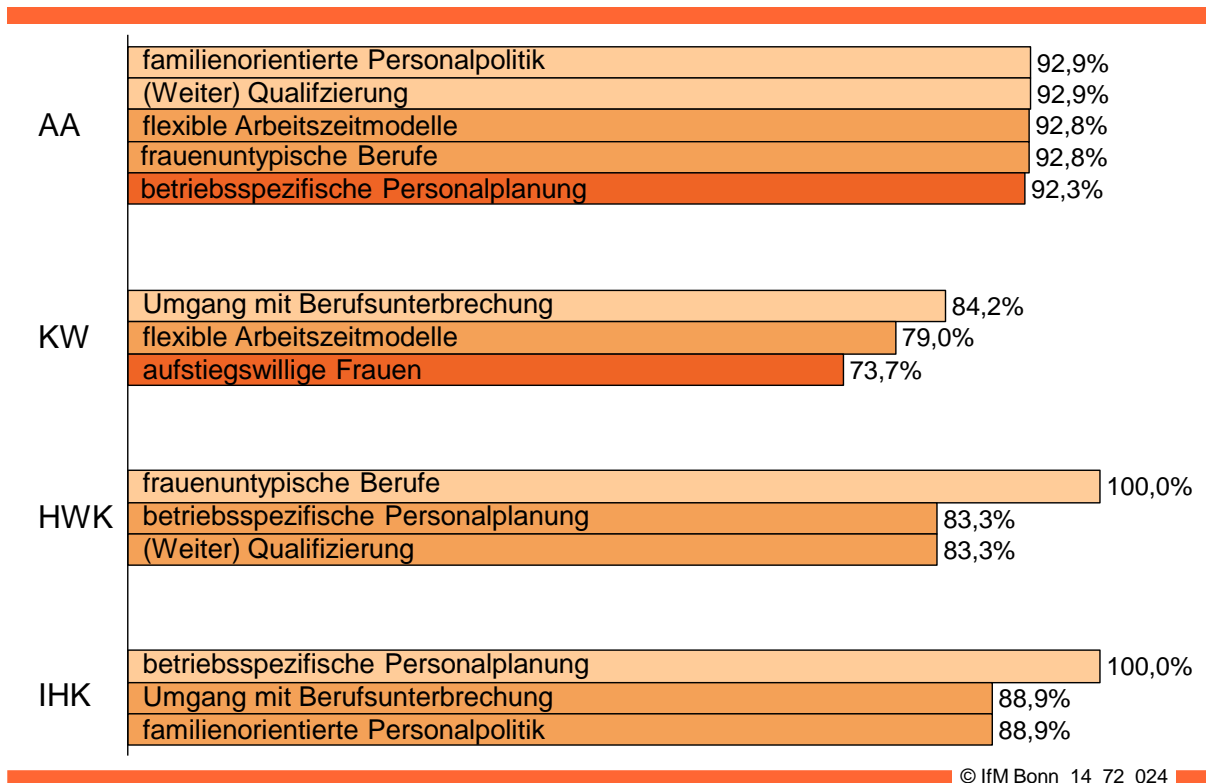 AA
familienorientierte Personalpolitik 92,9%
(Weiter) Qualifzierung 92,9%
flexible Arbeitszeitmodelle 92,8%
frauenuntypische Berufe 92,8%
betriebsspezifische Personalplanung 92,3%
KW
Umgang mit Berufsunterbrechung 84,2%
flexible Arbeitszeitmodelle 79,0%
aufstiegswillige Frauen 73,7%
HWK
frauenuntypische Berufe 100,0%
betriebsspezifische Personalplanung 83,3%
(Weiter) Qualifizierung 83,3%
IHK
betriebsspezifische Personalplanung 100,0%
Umgang mit Berufsunterbrechung 88,9%
familienorientierte Personalpolitik 88,9%
© IfM Bonn 14 72 024